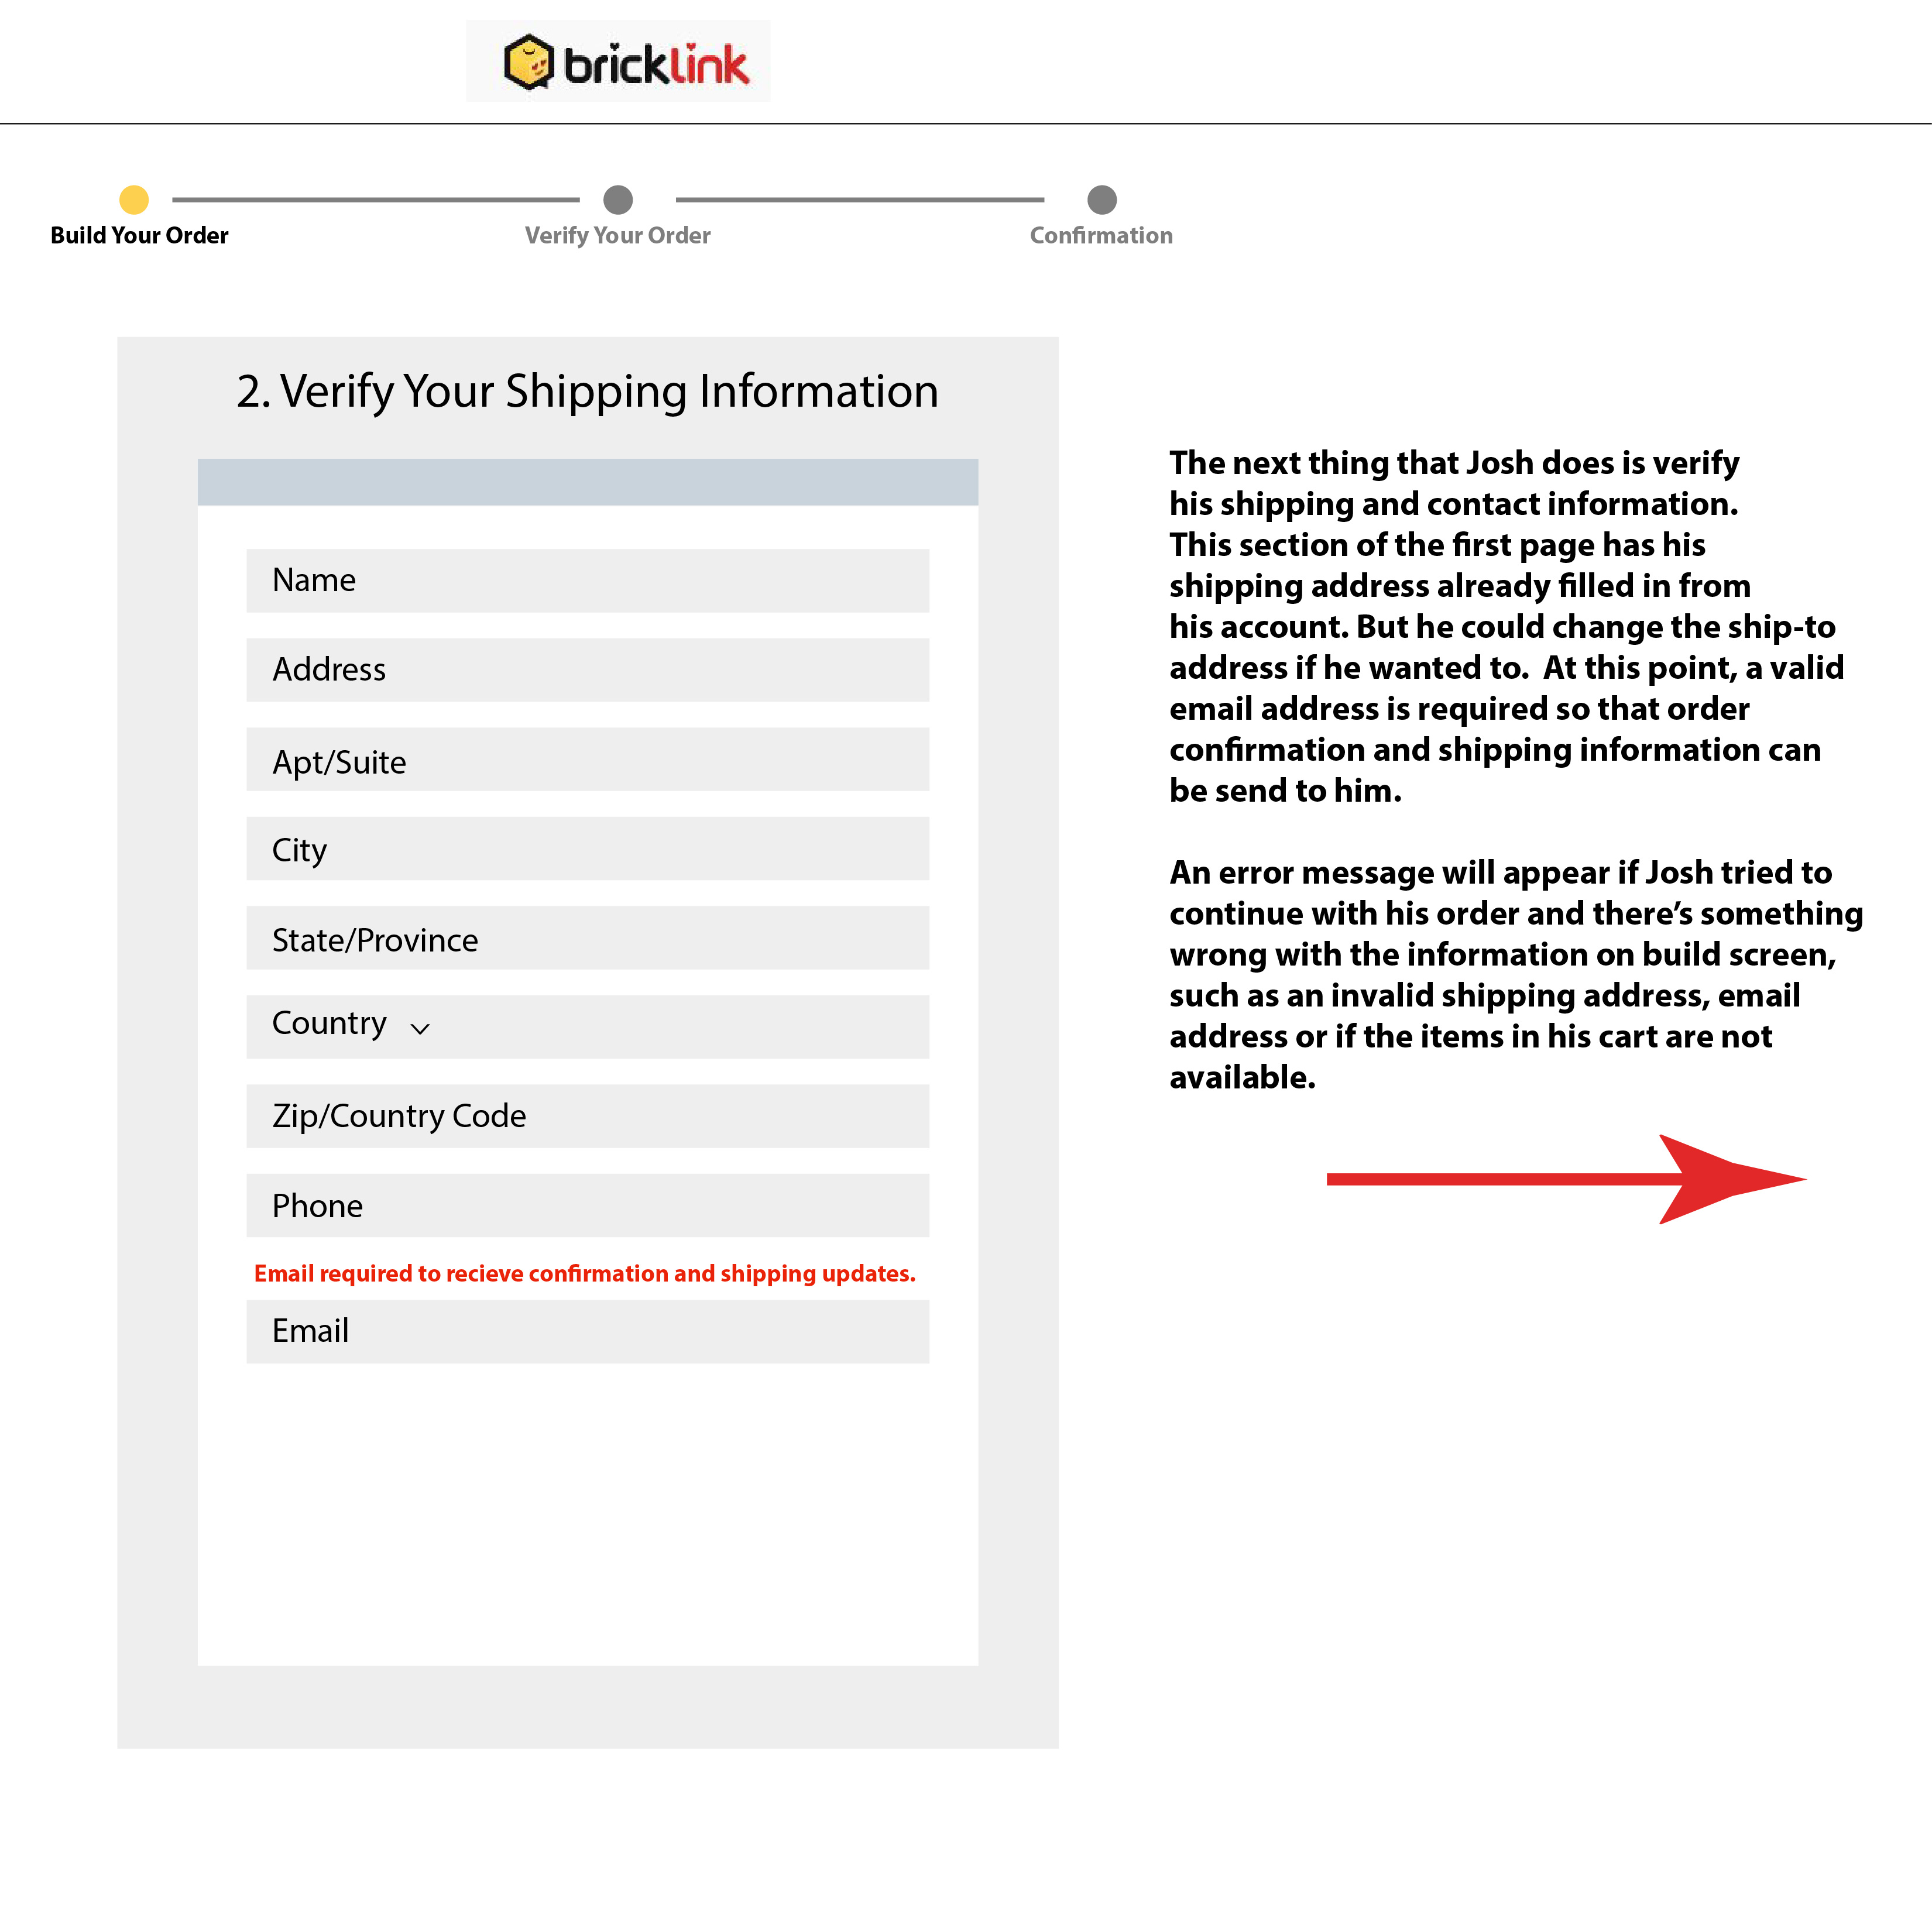 bricklink
Build Your Order
Verify Your Order
Confirmation
2. Verify Your Shipping Information
Name
Address
Apt/Suite
City
State/Province
Country
Zip/Country Code
Phone
Email required to recieve confirmation and shipping updates.
Email
The next thing that Josh does is verify
his shipping and contact information.
This section of the first page has his
shipping address already filled in from
his account. But he could change the ship-to
address if he wanted to.  At this point, a valid
email address is required so that order
confirmation and shipping information can
be send to him.
An error message will appear if Josh tried to
continue with his order and there’s something
wrong with the information on build screen,
such as an invalid shipping address, email
address or if the items in his cart are not
available.